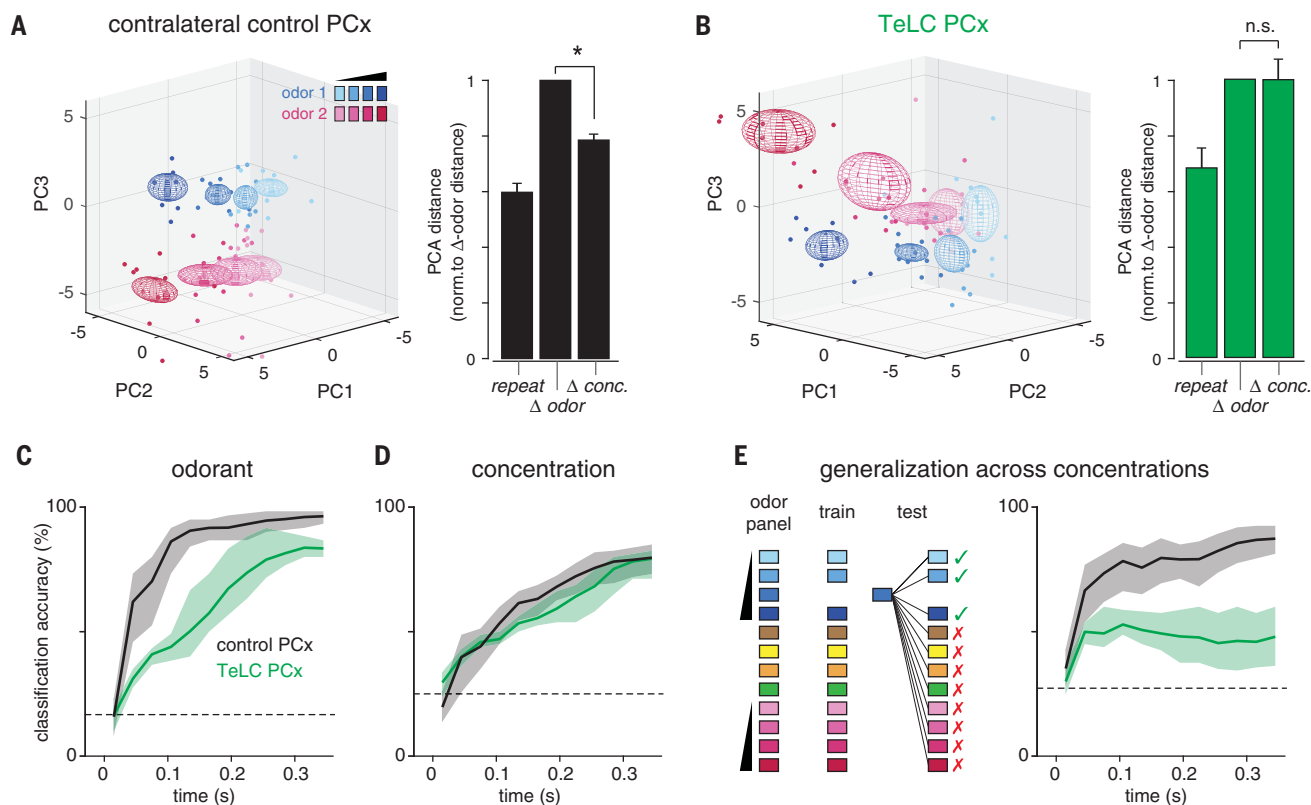 A
contralateral control PCx
odor 1
odor 2
PC3
5
0
-5
-5
0
5
PC2
5
0
-5
PC1
PCA distance
(norm.to Δ-odor distance)
1
1
0
*
repeat
Δ odor
Δ conc.
B
TeLC PCx
PC3
5
0
-5
5
0
-5
PC1
5
0
-5
PC2
PCA distance
(norm.to Δ-odor distance)
1
0
n.s.
repeat
Δ odor
Δ conc.
C
odorant
classification accuracy (%)
100
0
control PCx
TeLC PCx
0
0.1
0.2
0.3
time (s)
D
concentration
100
0
0
0.1
0.2
0.3
time (s)
E
generalization across concentrations
odor
panel
train
test
✓
✓
✓
✗
✗
✗
✗
✗
✗
✗
✗
100
0
0
0.1
0.2
0.3
time (s)